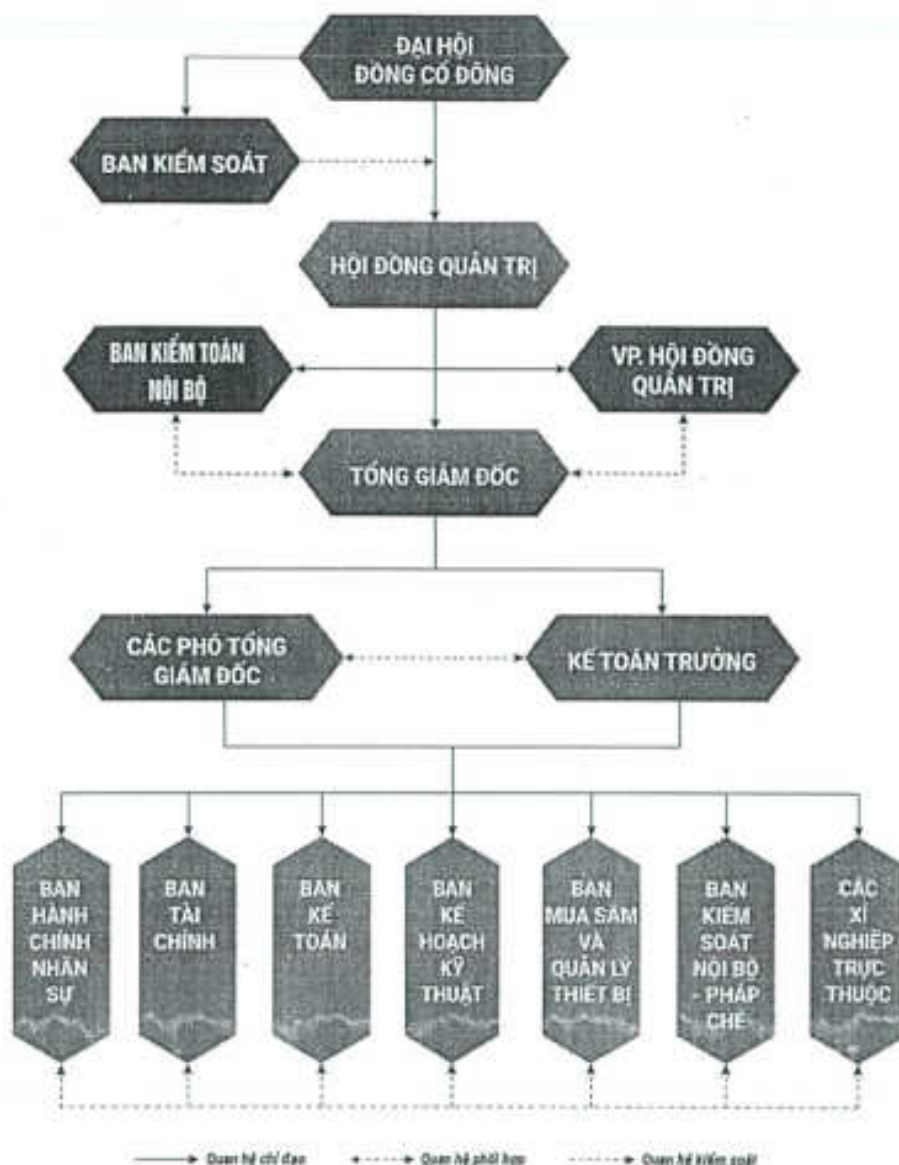 ĐẠI HỘI
ĐỒNG CỔ ĐÔNG
BAN KIỂM SOÁT
HỘI ĐỒNG QUẢN TRỊ
BAN KIỂM TOÁN
NỘI BỘ
VP. HỘI ĐỒNG
QUẢN TRỊ
TỔNG GIÁM ĐỐC
CÁC PHÓ TỔNG
GIÁM ĐỐC
KẾ TOÁN TRƯỞNG
BAN
HÀNH
CHÍNH
NHÂN
SỰ
BAN
TÀI
CHÍNH
BAN
KẾ
TOÁN
BAN
KẾ
HOẠCH
KỸ
THUẬT
BAN
MUA SẮM
VÀ
QUẢN LÝ
THIẾT BỊ
BAN
KIỂM
SOÁT
NỘI BỘ
- PHÁP
CHẾ
CÁC
XÍ
NGHIỆP
TRỰC
THUỘC
Quan hệ chỉ đạo
Quan hệ phối hợp
Quan hệ kiểm soát